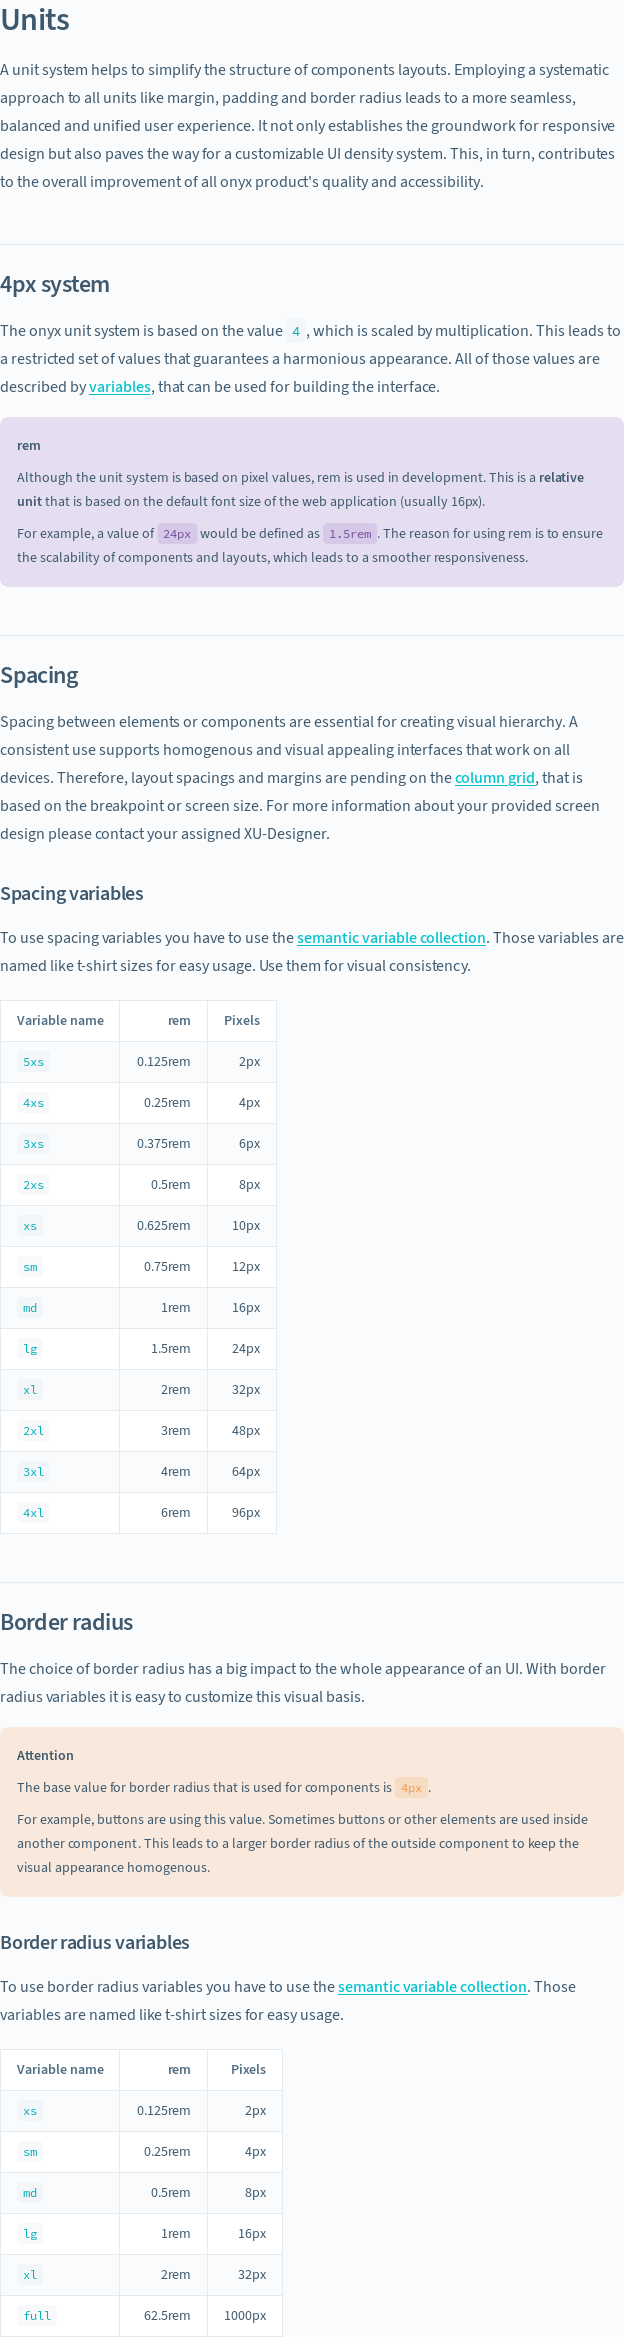 Units
A unit system helps to simplify the structure of components layouts. Employing a systematic
approach to all units like margin, padding and border radius leads to a more seamless,
balanced and unified user experience. It not only establishes the groundwork for responsive
design but also paves the way for a customizable UI density system. This, in turn, contributes
to the overall improvement of all onyx product's quality and accessibility.
4px system
The onyx unit system is based on the value 4, which is scaled by multiplication. This leads to
a restricted set of values that guarantees a harmonious appearance. All of those values are
described by variables, that can be used for building the interface.
rem
Although the unit system is based on pixel values, rem is used in development. This is a relative
unit that is based on the default font size of the web application (usually 16px).
For example, a value of 24px would be defined as 1.5rem. The reason for using rem is to ensure
the scalability of components and layouts, which leads to a smoother responsiveness.
Spacing
Spacing between elements or components are essential for creating visual hierarchy. A
consistent use supports homogenous and visual appealing interfaces that work on all
devices. Therefore, layout spacings and margins are pending on the column grid, that is
based on the breakpoint or screen size. For more information about your provided screen
design please contact your assigned XU-Designer.
Spacing variables
To use spacing variables you have to use the semantic variable collection. Those variables are
named like t-shirt sizes for easy usage. Use them for visual consistency.
Variable name rem Pixels
5xs 0.125rem 2px
4xs 0.25rem 4px
3xs 0.375rem 6px
2xs 0.5rem 8px
xs 0.625rem 10px
sm 0.75rem 12px
md 1rem 16px
lg 1.5rem 24px
xl 2rem 32px
2xl 3rem 48px
3xl 4rem 64px
4xl 6rem 96px
Border radius
The choice of border radius has a big impact to the whole appearance of an UI. With border
radius variables it is easy to customize this visual basis.
Attention
The base value for border radius that is used for components is 4px.
For example, buttons are using this value. Sometimes buttons or other elements are used inside
another component. This leads to a larger border radius of the outside component to keep the
visual appearance homogenous.
Border radius variables
To use border radius variables you have to use the semantic variable collection. Those
variables are named like t-shirt sizes for easy usage.
Variable name rem Pixels
xs 0.125rem 2px
sm 0.25rem 4px
md 0.5rem 8px
lg 1rem 16px
xl 2rem 32px
full 62.5rem 1000px